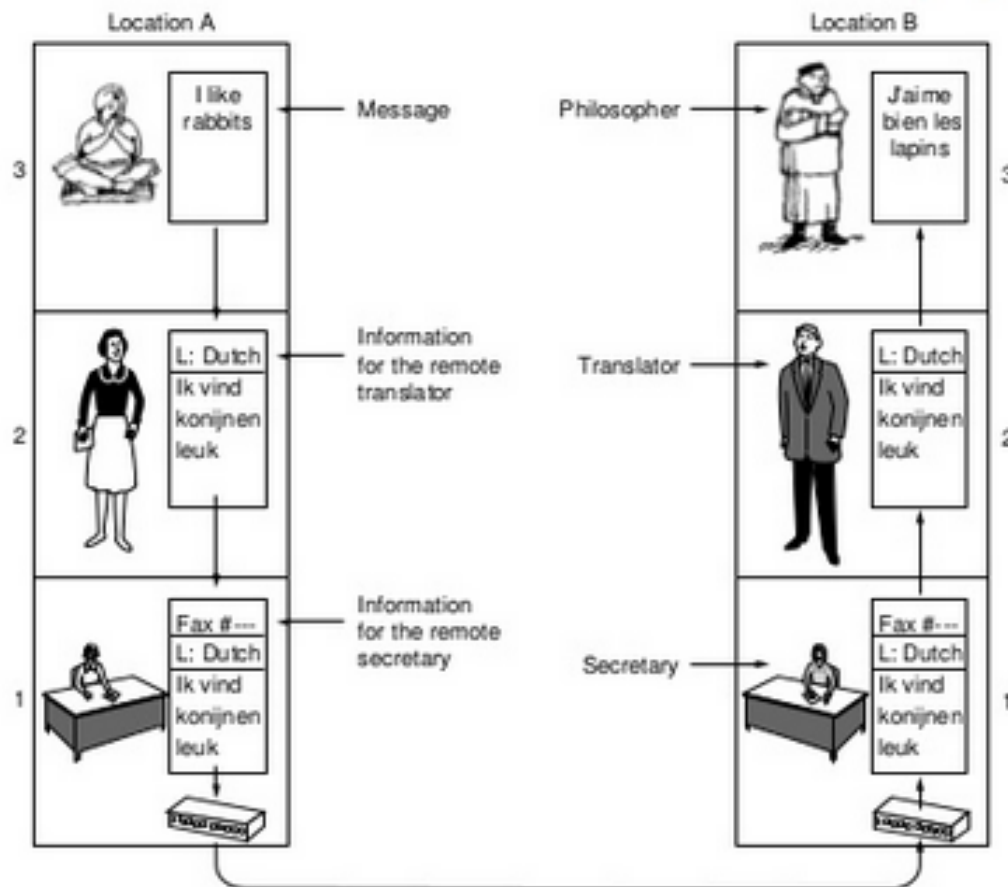 Location A
Location B
I like
rabbits
Message
Philosopher
J'aime
bien les
lapins
3
3
L: Dutch
Ik vind
konijnen
leuk
Information
for the remote
translator
Translator
L: Dutch
Ik vind
konijnen
leuk
2
2
Fax #---
L: Dutch
Ik vind
konijnen
leuk
Information
for the remote
secretary
Secretary
Fax #---
L: Dutch
Ik vind
konijnen
leuk
1
1